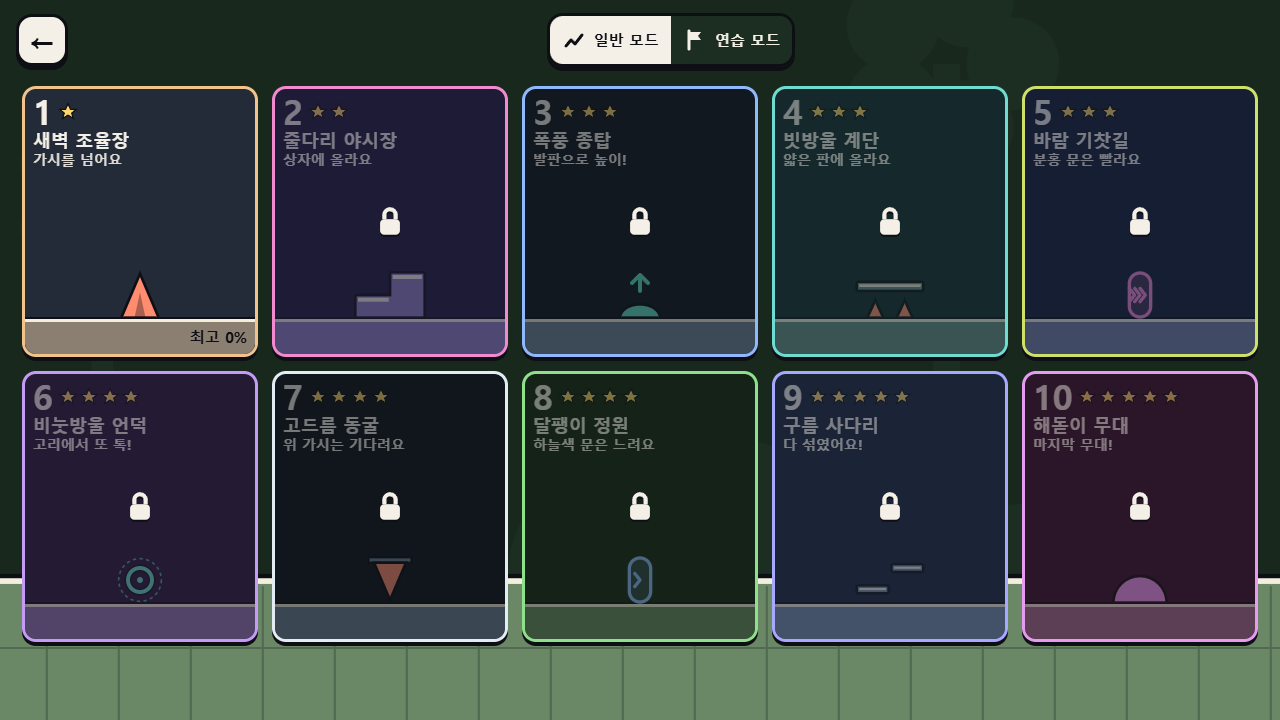 ←
일반 모드
연습 모드
1
새벽 조율장
가시를 넘어요
최고 0%
2
줄다리 야시장
상자에 올라요
3
폭풍 종탑
발판으로 높이!
4
빗방울 계단
얇은 판에 올라요
5
바람 기찻길
분홍 문은 빨라요
6
비눗방울 언덕
고리에서 또 톡!
7
고드름 동굴
위 가시는 기다려요
8
달팽이 정원
하늘색 문은 느려요
9
구름 사다리
다 섞였어요!
10
해돋이 무대
마지막 무대!